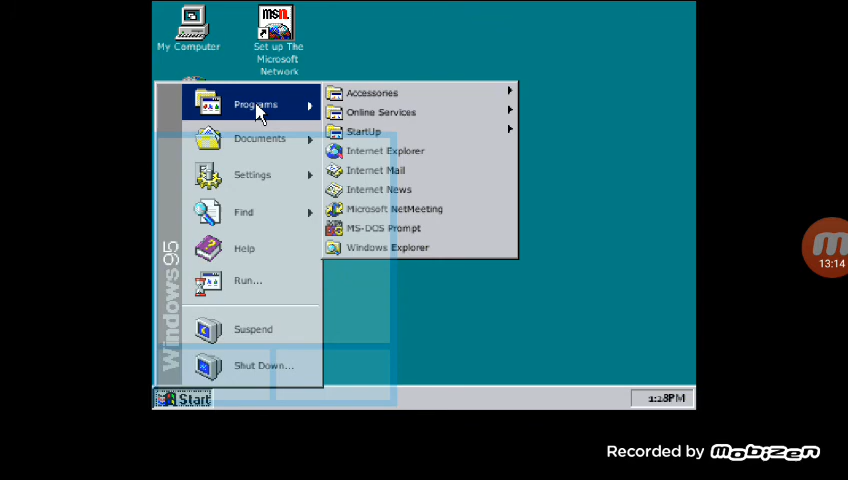 My Computer
msn.
Set up The
Microsoft
Network
Programs
Documents
Settings
Find
Help
Run...
Suspend
Shut Down...
Windows95
Accessories
Online Services
StartUp
Internet Explorer
Internet Mail
Internet News
Microsoft NetMeeting
MS-DOS Prompt
Windows Explorer
Start
1:28PM
13:14
Recorded by mobizen